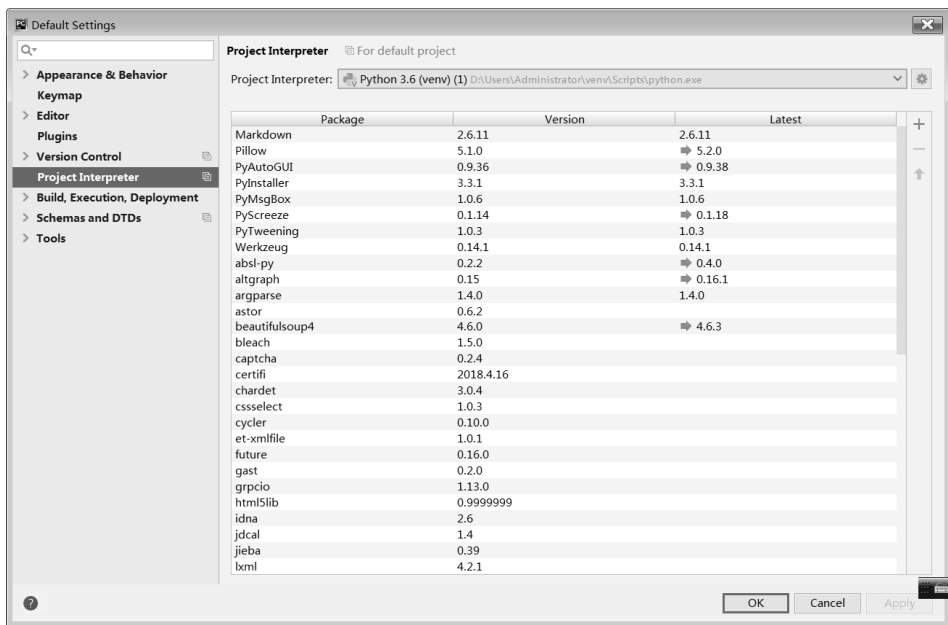 Default Settings
Project Interpreter For default project
Appearance & Behavior
Keymap
Editor
Plugins
Version Control
Project Interpreter
Build, Execution, Deployment
Schemas and DTDs
Tools
Project Interpreter: Python 3.6 (venv) (1) D:\Users\Administrator\venv\Scripts\python.exe
Package Version Latest
Markdown 2.6.11 2.6.11
Pillow 5.1.0 5.2.0
PyAutoGUI 0.9.36 0.9.38
PyInstaller 3.3.1 3.3.1
PyMsgBox 1.0.6 1.0.6
PyScreeze 0.1.14 0.1.18
PyTweening 1.0.3 1.0.3
Werkzeug 0.14.1 0.14.1
absl-py 0.2.2 0.4.0
altgraph 0.15 0.16.1
argparse 1.4.0 1.4.0
astor 0.6.2
beautifulsoup4 4.6.0 4.6.3
bleach 1.5.0
captcha 0.2.4
certifi 2018.4.16
chardet 3.0.4
cssselect 1.0.3
cycler 0.10.0
et-xmlfile 1.0.1
future 0.16.0
gast 0.2.0
grpcio 1.13.0
html5lib 0.9999999
idna 2.6
jdcal 1.4
jieba 0.39
lxml 4.2.1
OK Cancel Apply